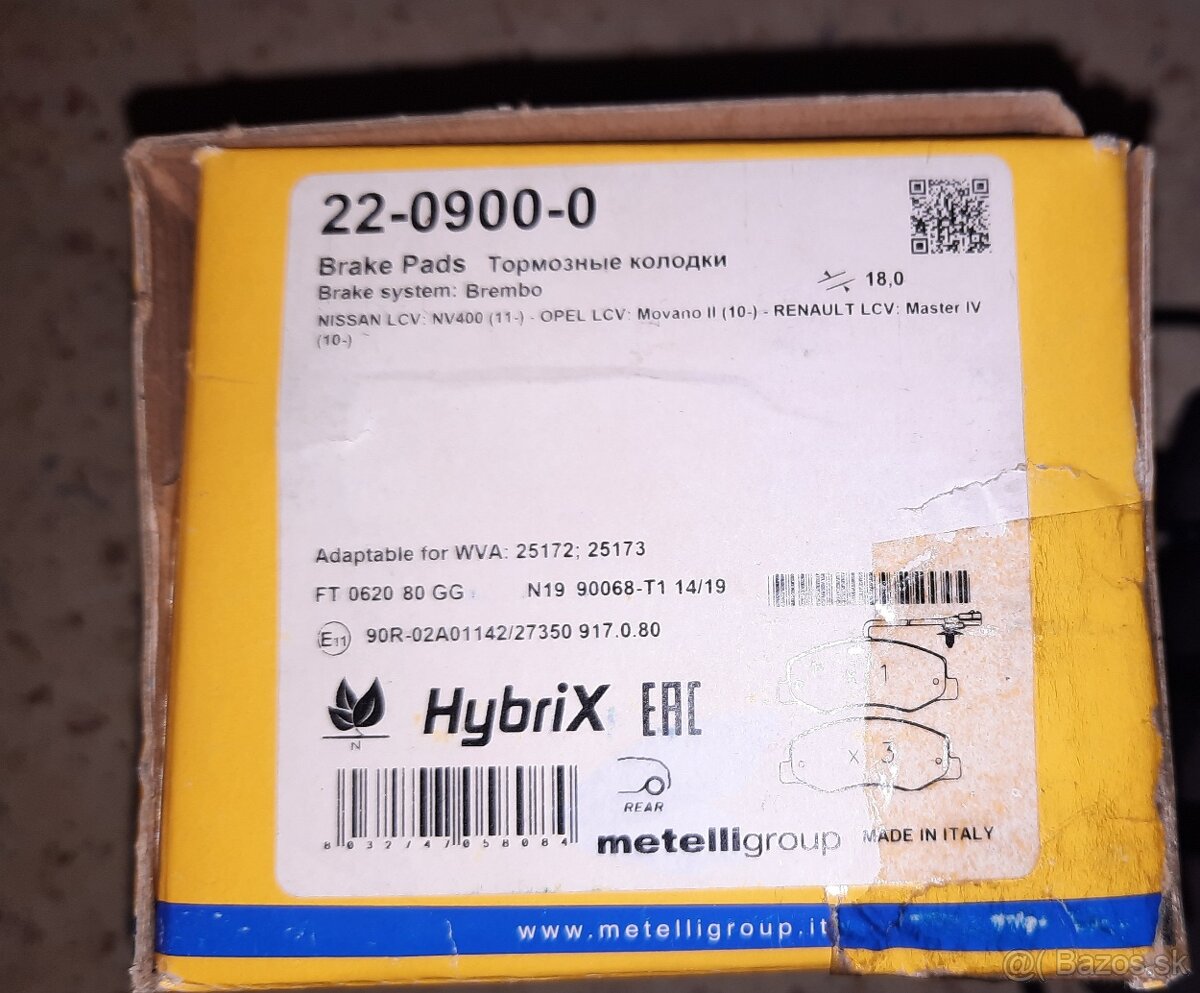 22-0900-0
Brake Pads Тормозные колодки
Brake system: Brembo
18,0
NISSAN LCV: NV400 (11-) - OPEL LCV: Movano II (10-) - RENAULT LCV: Master IV
(10-)
Adaptable for WVA: 25172; 25173
FT 0620 80 GG N19 90068-T1 14/19
E11 90R-02A01142/27350 917.0.80
1
x 3
N
HybriX EAC
REAR
8032747058084
metelligroup MADE IN ITALY
www.metelligroup.it
@( Bazos.sk